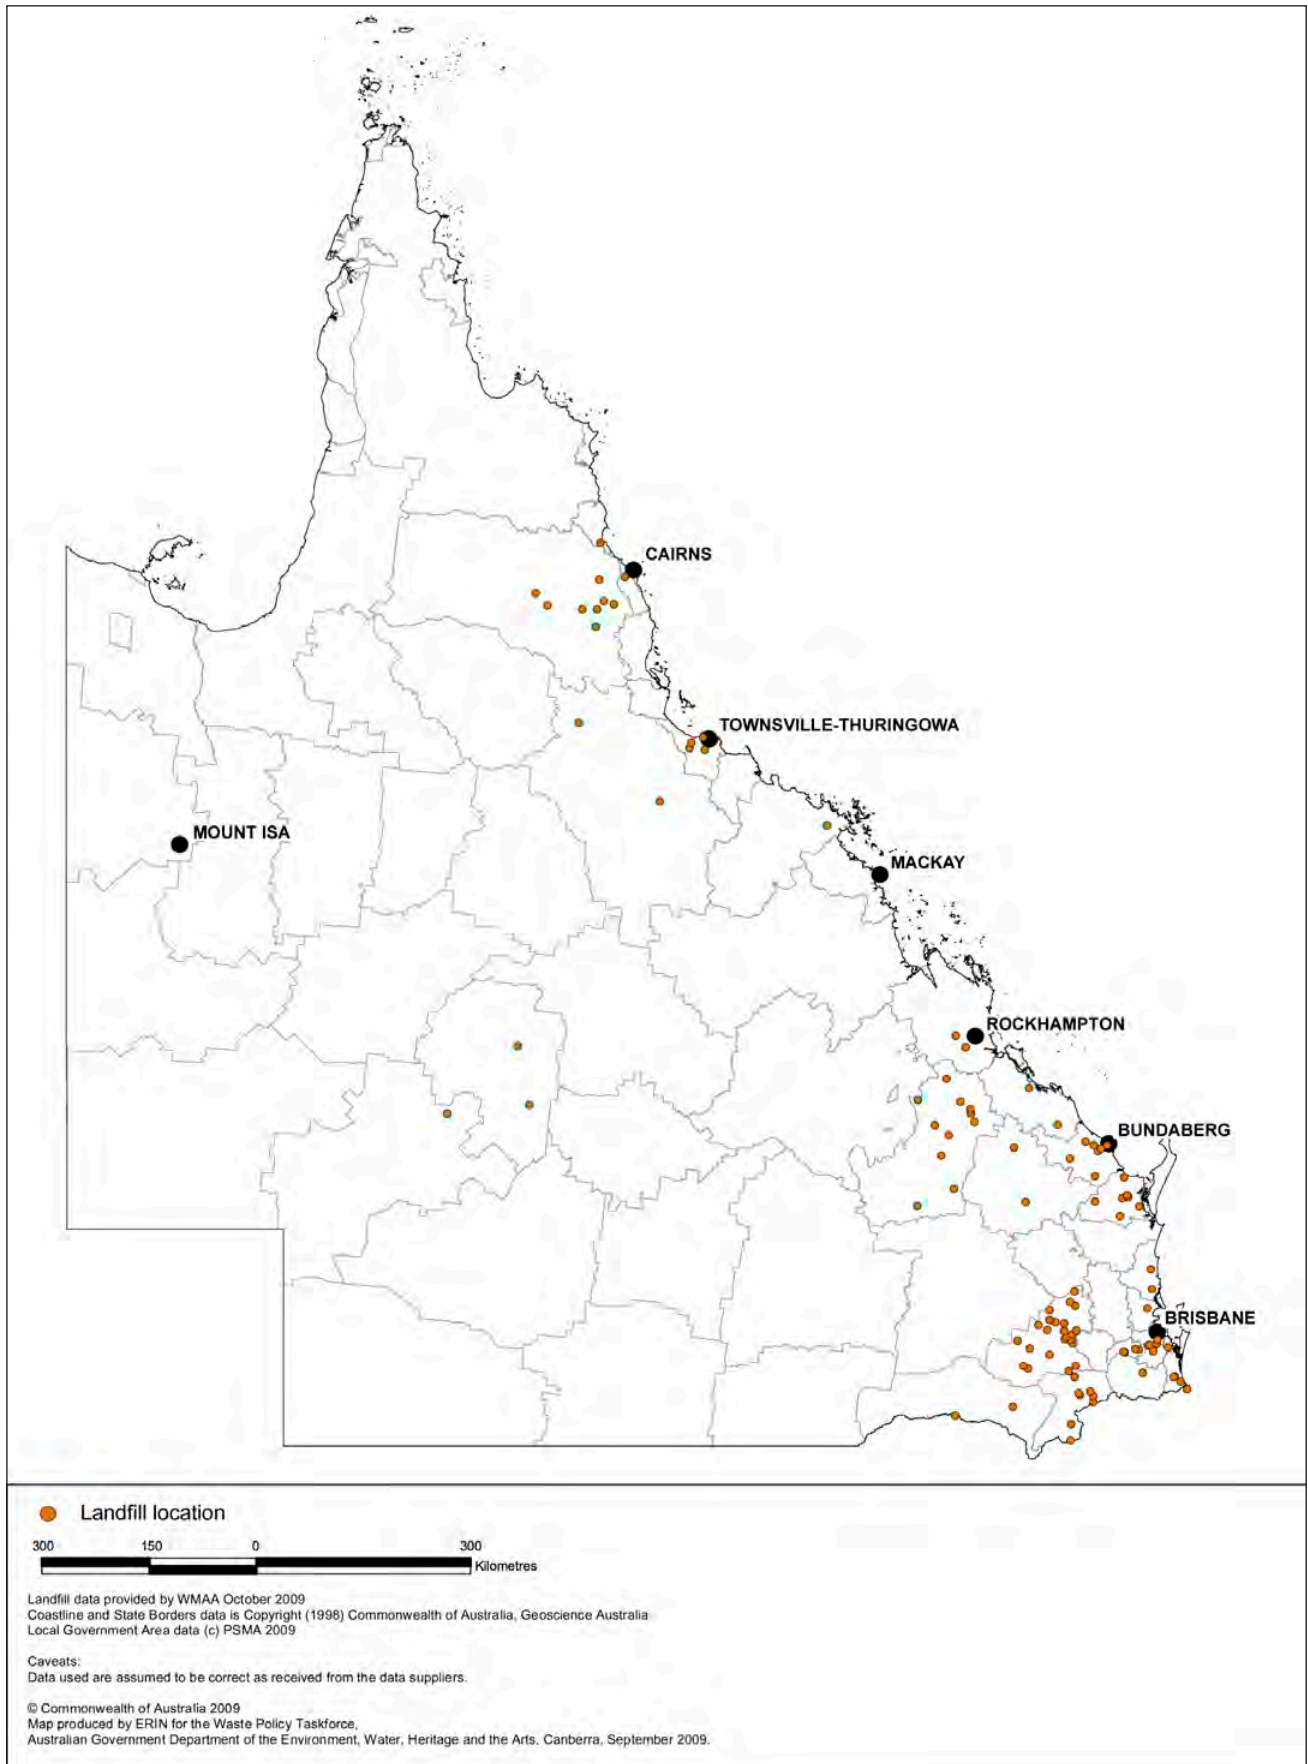 CAIRNS
TOWNSVILLE-THURINGOWA
MOUNT ISA
MACKAY
ROCKHAMPTON
BUNDABERG
BRISBANE
Landfill location
300 150 0 300
Kilometres
Landfill data provided by WMAA October 2009
Coastline and State Borders data is Copyright (1998) Commonwealth of Australia, Geoscience Australia
Local Government Area data (c) PSMA 2009
Caveats:
Data used are assumed to be correct as received from the data suppliers.
© Commonwealth of Australia 2009
Map produced by ERIN for the Waste Policy Taskforce,
Australian Government Department of the Environment, Water, Heritage and the Arts. Canberra, September 2009.